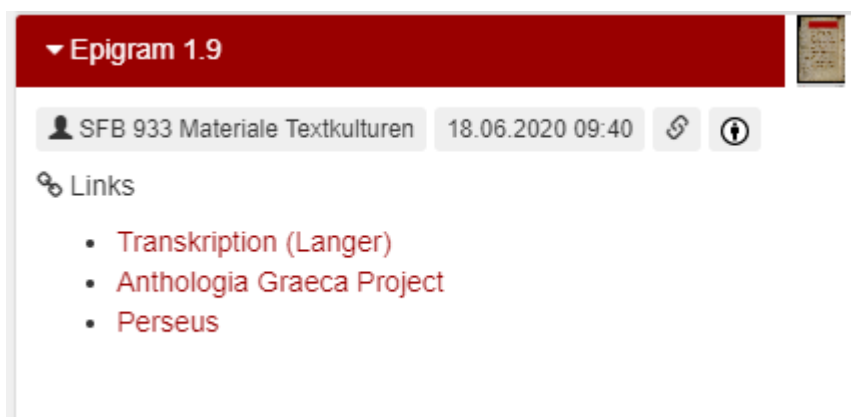 Epigram 1.9
SFB 933 Materiale Textkulturen 18.06.2020 09:40
Links
Transkription (Langer)
Anthologia Graeca Project
Perseus